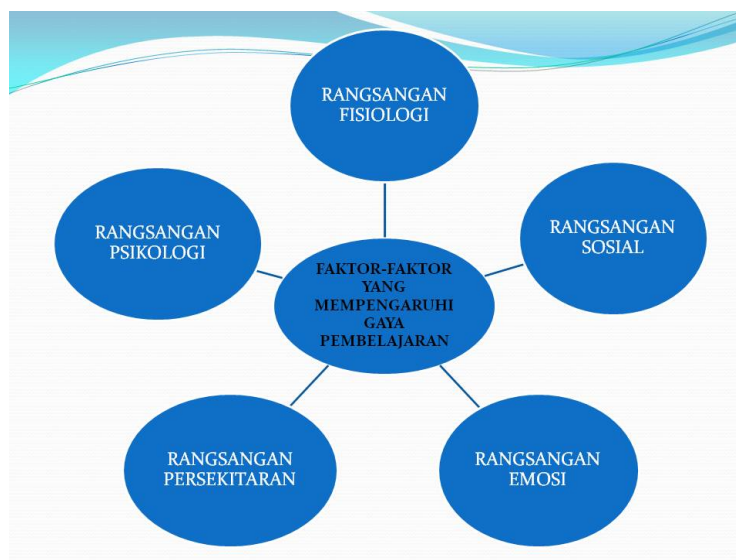 RANGSANGAN
FISIOLOGI
RANGSANGAN
PSIKOLOGI
RANGSANGAN
SOSIAL
FAKTOR-FAKTOR
YANG
MEMPENGARUHI
GAYA
PEMBELAJARAN
RANGSANGAN
PERSEKITARAN
RANGSANGAN
EMOSI